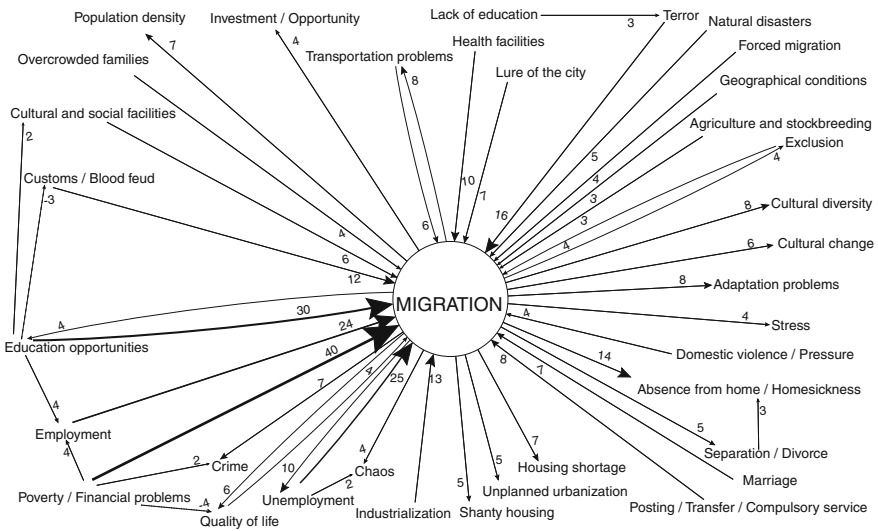 Population density
Investment / Opportunity
Lack of education
3
Terror
Natural disasters
7
4
Transportation problems
Health facilities
Forced migration
Overcrowded families
8
Lure of the city
Geographical conditions
Cultural and social facilities
2
Agriculture and stockbreeding
Exclusion
4
5
Customs / Blood feud
-3
10
7
4
3
16
3
Cultural diversity
8
4
6
6
12
4
Cultural change
6
Adaptation problems
8
MIGRATION
30
4
24
40
Education opportunities
Stress
4
4
Domestic violence / Pressure
8
7
14
Absence from home / Homesickness
3
7
4
25
13
4
Employment
4
5
Separation / Divorce
2
Crime
10
4
Chaos
2
7
Housing shortage
Marriage
Poverty / Financial problems
-4
6
Unemployment
5
5
Unplanned urbanization
Quality of life
Industrialization
Shanty housing
Posting / Transfer / Compulsory service